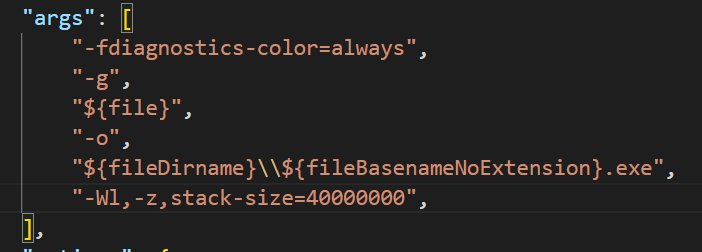 "args": [
"-fdiagnostics-color=always",
"-g",
"${file}",
"-o",
"${fileDirname}\\${fileBasenameNoExtension}.exe",
"-Wl,-z,stack-size=40000000",
],